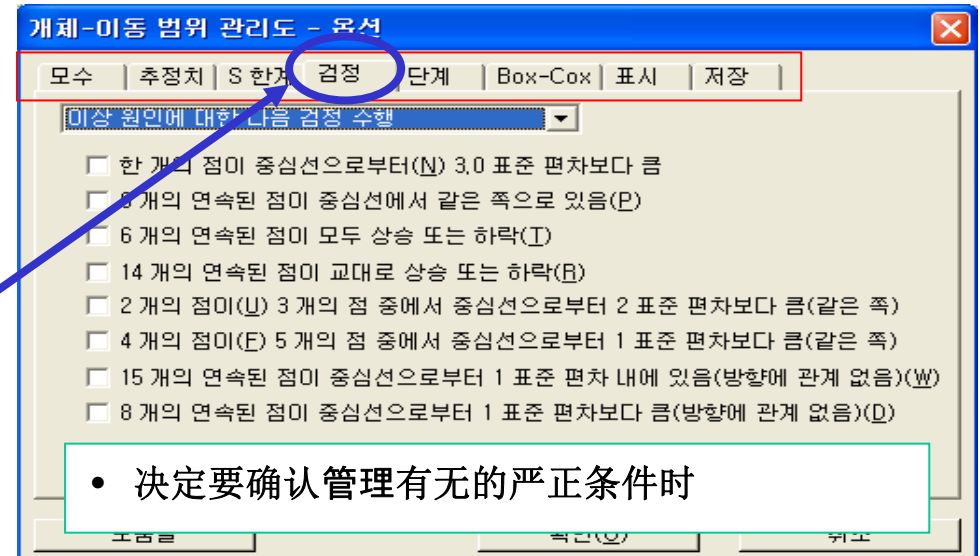 개체-이동 범위 관리도 - 옵션
모수 추정치 S 한계 검정 단계 Box-Cox 표시 저장
이상 원인에 대한 다음 검정 수행
한 개의 점이 중심선으로부터(N) 3.0 표준 편차보다 큼
개의 연속된 점이 중심선에서 같은 쪽으로 있음(P)
6 개의 연속된 점이 모두 상승 또는 하락(T)
14 개의 연속된 점이 교대로 상승 또는 하락(R)
2 개의 점이(U) 3 개의 점 중에서 중심선으로부터 2 표준 편차보다 큼(같은 쪽)
4 개의 점이(F) 5 개의 점 중에서 중심선으로부터 1 표준 편차보다 큼(같은 쪽)
15 개의 연속된 점이 중심선으로부터 1 표준 편차 내에 있음(방향에 관계 없음)(W)
8 개의 연속된 점이 중심선으로부터 1 표준 편차보다 큼(방향에 관계 없음)(D)
• 决定要确认管理有无的严正条件时
도움말 확인(O) 취소